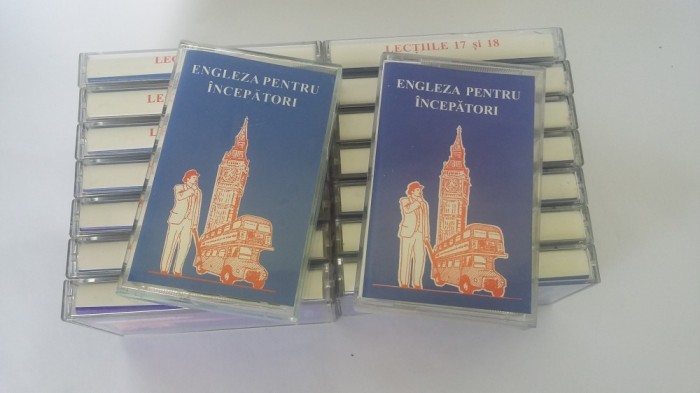 LECȚIILE 17 și 18
ENGLEZA PENTRU
ÎNCEPĂTORI
ENGLEZA PENTRU
ÎNCEPĂTORI